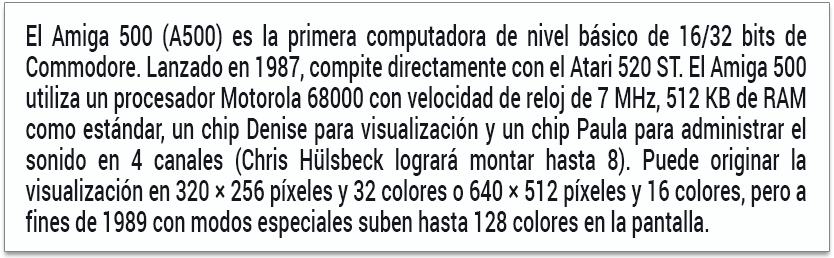 El Amiga 500 (A500) es la primera computadora de nivel básico de 16/32 bits de
Commodore. Lanzado en 1987, compite directamente con el Atari 520 ST. El Amiga 500
utiliza un procesador Motorola 68000 con velocidad de reloj de 7 MHz, 512 KB de RAM
como estándar, un chip Denise para visualización y un chip Paula para administrar el
sonido en 4 canales (Chris Hülsbeck logrará montar hasta 8). Puede originar la
visualización en 320 × 256 píxeles y 32 colores o 640 × 512 píxeles y 16 colores, pero a
fines de 1989 con modos especiales suben hasta 128 colores en la pantalla.